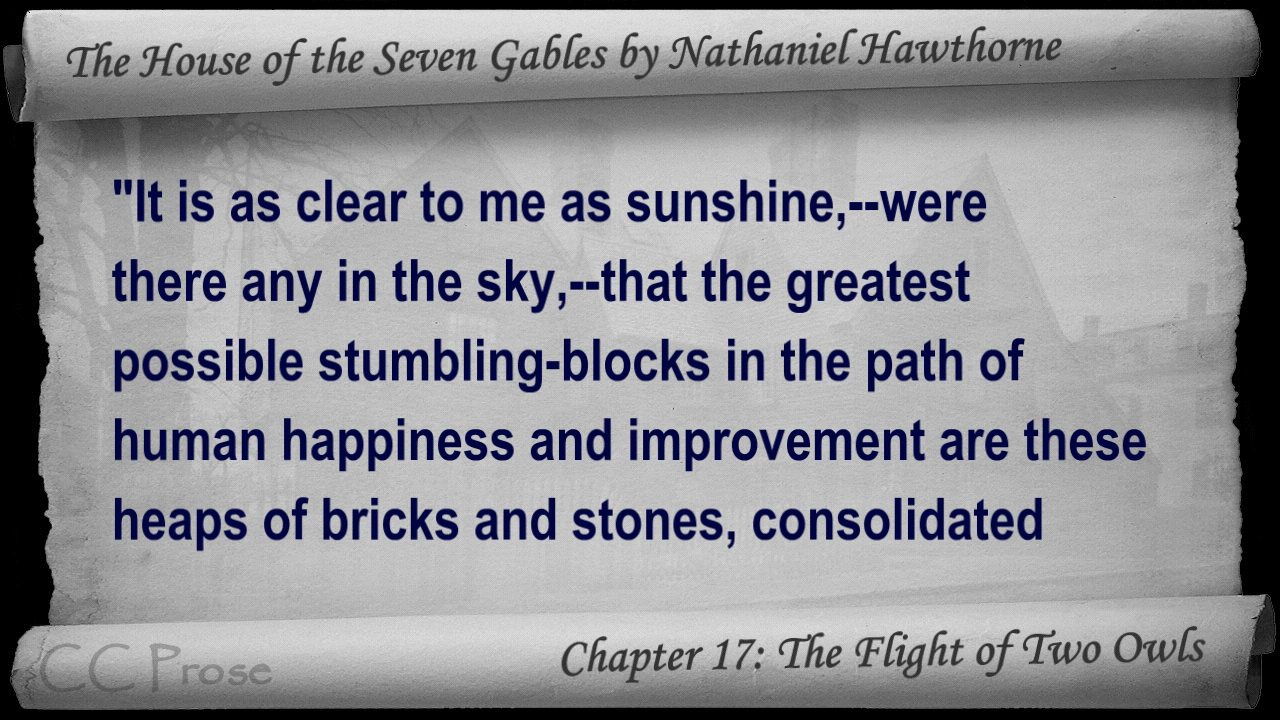 The House of the Seven Gables by Nathaniel Hawthorne
"It is as clear to me as sunshine,--were
there any in the sky,--that the greatest
possible stumbling-blocks in the path of
human happiness and improvement are these
heaps of bricks and stones, consolidated
CC Prose
Chapter 17: The Flight of Two Owls